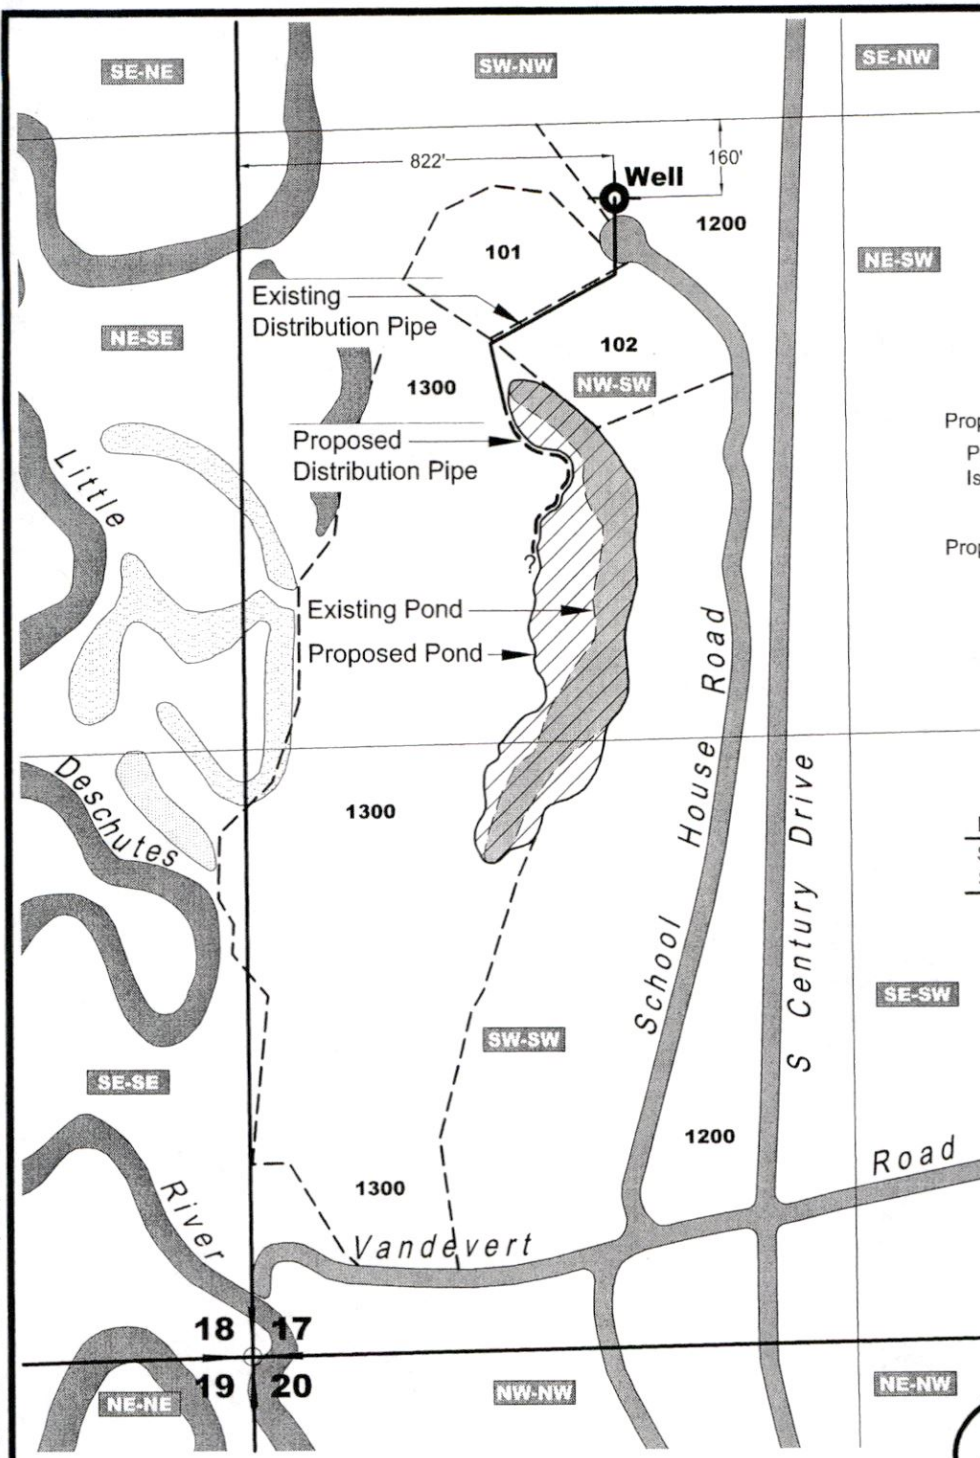 SE-NE
SW-NW
SE-NW
822'
160'
Well
1200
101
NE-SW
Existing
Distribution Pipe
NE-SE
102
1300
NW-SW
Proposed
Distribution Pipe
Little
?
Existing Pond
Proposed Pond
School House Road
S Century Drive
Deschutes
1300
SE-SW
SW-SW
SE-SE
1200
1300
River
Vandevert Road
18 17
19 20
NE-NE
NW-NW
NE-NW